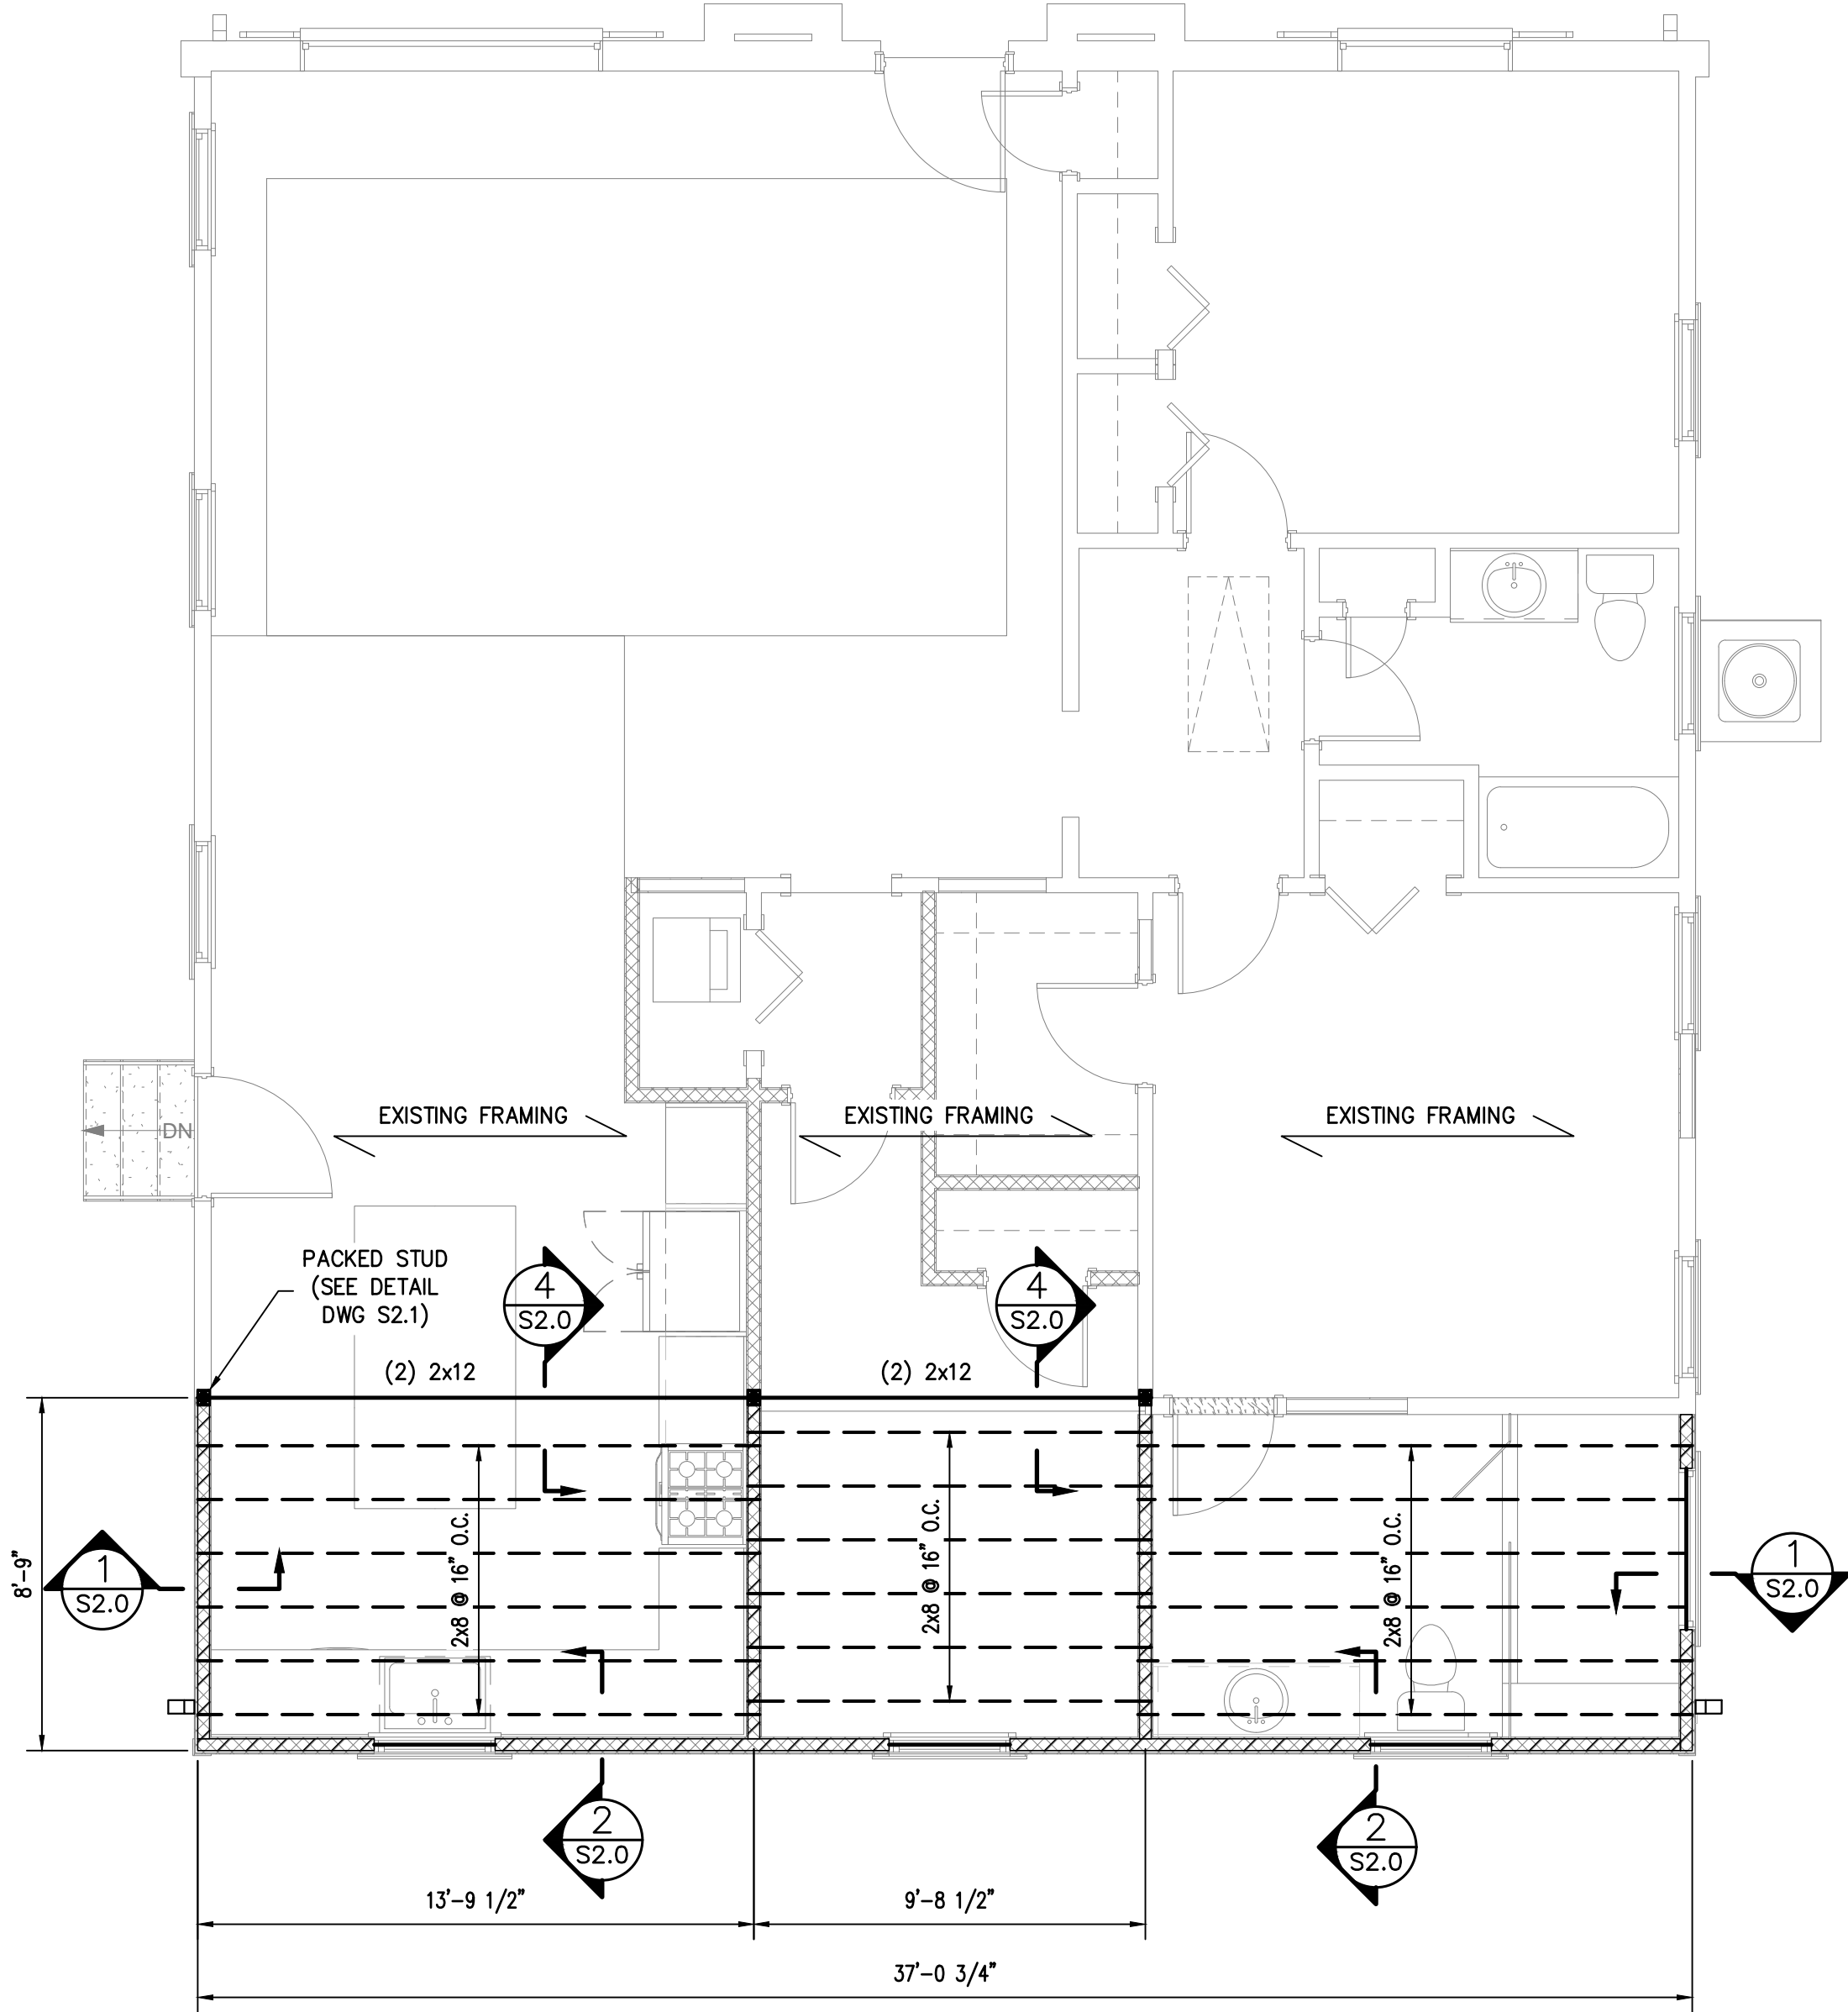 DN
EXISTING FRAMING
EXISTING FRAMING
EXISTING FRAMING
PACKED STUD
(SEE DETAIL
DWG S2.1)
4
S2.0
4
S2.0
(2) 2x12
(2) 2x12
8'-9"
1
S2.0
2x8 @ 16" O.C.
2x8 @ 16" O.C.
2x8 @ 16" O.C.
1
S2.0
2
S2.0
2
S2.0
13'-9 1/2"
9'-8 1/2"
37'-0 3/4"